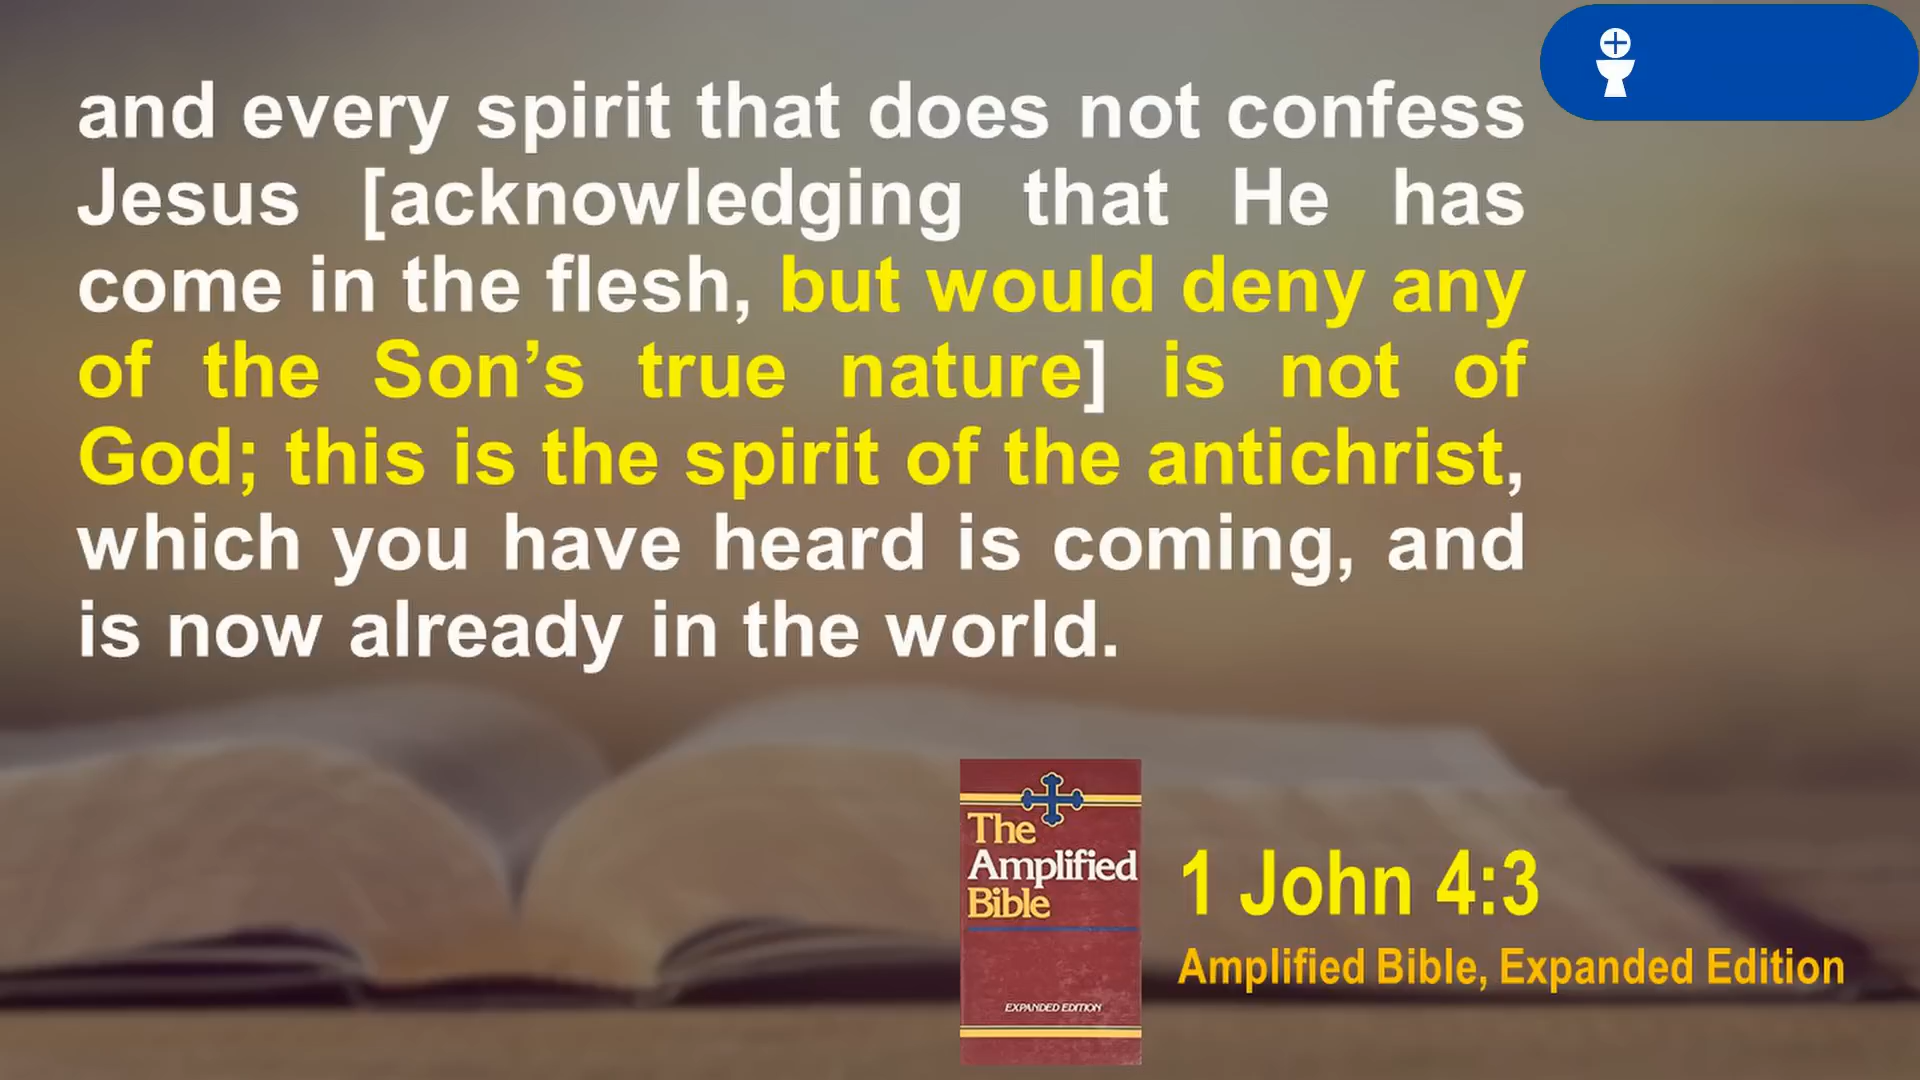 and every spirit that does not confess
Jesus [acknowledging that He has
come in the flesh, but would deny any
of the Son’s true nature] is not of
God; this is the spirit of the antichrist,
which you have heard is coming, and
is now already in the world.
The
Amplified
Bible
EXPANDED EDITION
1 John 4:3
Amplified Bible, Expanded Edition